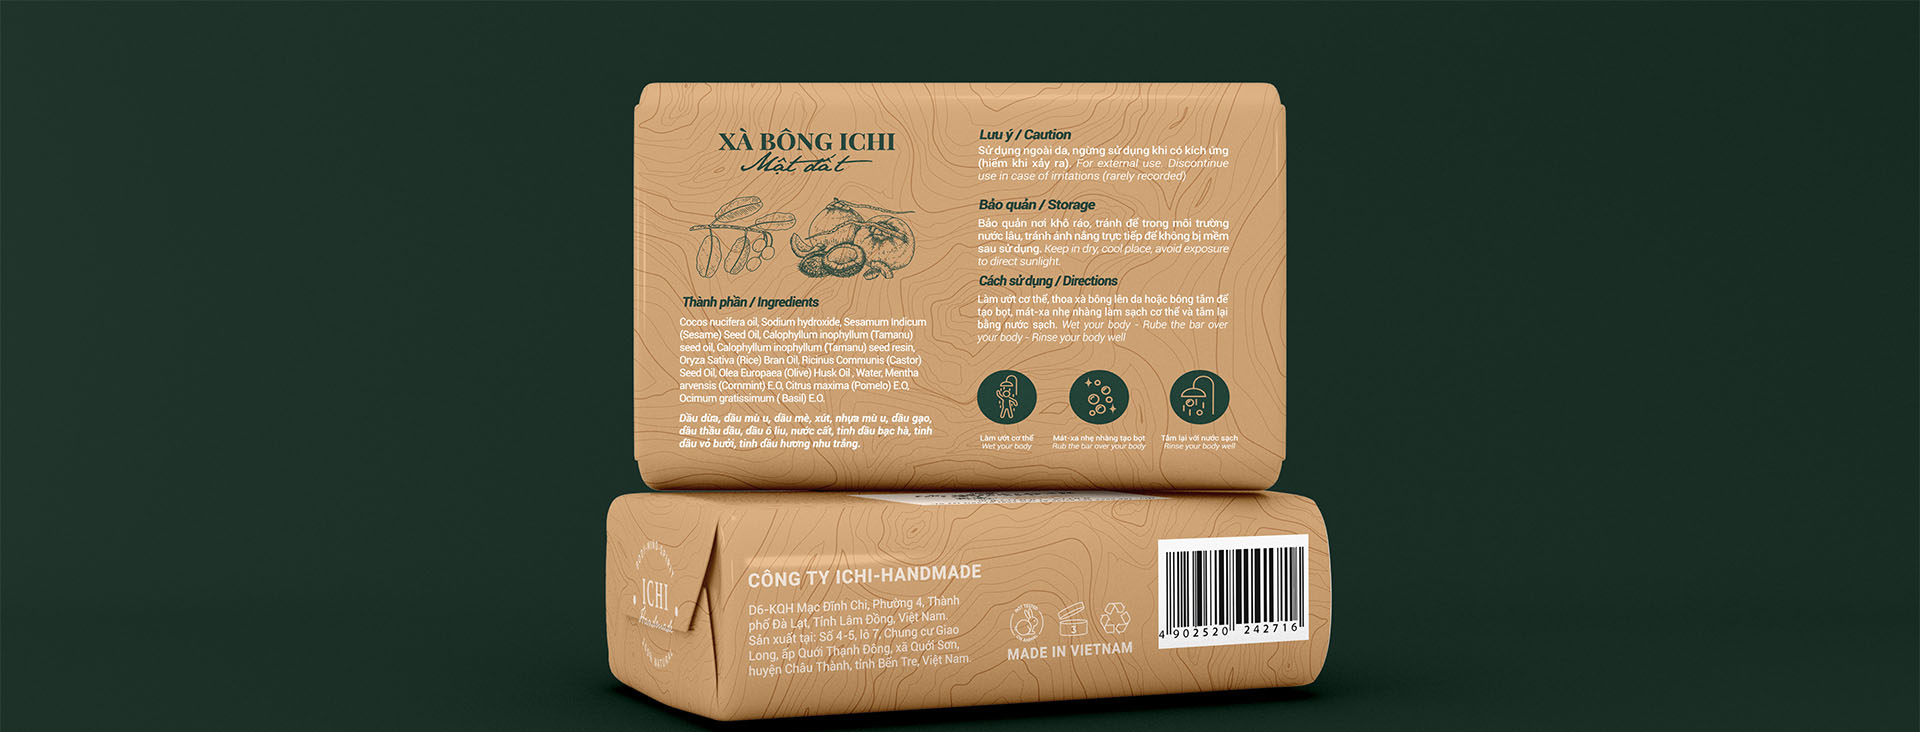 XÀ BÔNG ICHI
Mật đất
Thành phần / Ingredients
Cocos nucifera oil, Sodium hydroxide, Sesamum Indicum
(Sesame) Seed Oil, Calophyllum inophyllum (Tamanu)
seed oil, Calophyllum inophyllum (Tamanu) seed resin,
Oryza Sativa (Rice) Bran Oil, Ricinus Communis (Castor)
Seed Oil, Olea Europaea (Olive) Husk Oil , Water, Mentha
arvensis (Cornmint) E.O, Citrus maxima (Pomelo) E.O,
Ocimum gratissimum ( Basil) E.O.
Dầu dừa, dầu mù u, dầu mè, xút, nhựa mù u, dầu gạo,
dầu thầu dầu, dầu ô liu, nước cất, tinh dầu bạc hà, tinh
dầu vỏ bưởi, tinh dầu hương nhu trắng.
Lưu ý / Caution
Sử dụng ngoài da, ngừng sử dụng khi có kích ứng
(hiếm khi xảy ra). For external use. Discontinue
use in case of irritations (rarely recorded)
Bảo quản / Storage
Bảo quản nơi khô ráo, tránh để trong môi trường
nước lâu, tránh ánh nắng trực tiếp để không bị mềm
sau sử dụng. Keep in dry, cool place, avoid exposure
to direct sunlight.
Cách sử dụng / Directions
Làm ướt cơ thể, thoa xà bông lên da hoặc bông tắm để
tạo bọt, mát-xa nhẹ nhàng làm sạch cơ thể và tắm lại
bằng nước sạch. Wet your body - Rube the bar over
your body - Rinse your body well
Làm ướt cơ thể
Wet your body
Mát-xa nhẹ nhàng tạo bọt
Rub the bar over your body
Tắm lại với nước sạch
Rinse your body well
ICHI
Handmade
CÔNG TY ICHI-HANDMADE
D6-KQH Mạc Đĩnh Chi, Phường 4, Thành
phố Đà Lạt, Tỉnh Lâm Đồng, Việt Nam.
Sản xuất tại: Số 4-5, lô 7, Chung cư Giao
Long, ấp Quới Thạnh Đông, xã Quới Sơn,
huyện Châu Thành, tỉnh Bến Tre, Việt Nam.
NOT TESTED
3
MADE IN VIETNAM
4 902520 242716